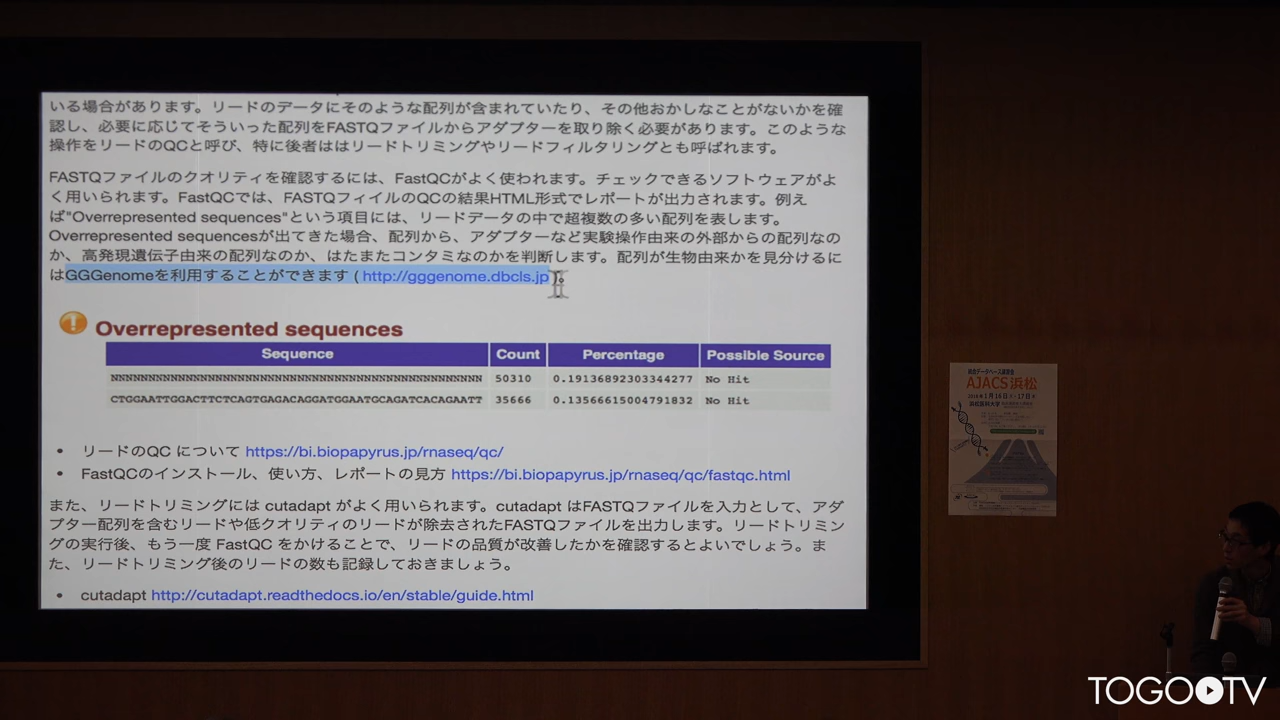 いる場合があります。リードのデータにそのような配列が含まれていたり、その他おかしなことがないかを確
認し、必要に応じてそういった配列をFASTQファイルからアダプターを取り除く必要があります。このような
操作をリードのQCと呼び、特に後者ははリードトリミングやリードフィルタリングとも呼ばれます。
FASTQファイルのクオリティを確認するには、FastQCがよく使われます。チェックできるソフトウェアがよ
く用いられます。FastQCでは、FASTQフィイルのQCの結果HTML形式でレポートが出力されます。例え
ば"Overrepresented sequences"という項目には、リードデータの中で超複数の多い配列を表します。
Overrepresented sequencesが出てきた場合、配列から、アダプターなど実験操作由来の外部からの配列なの
か、高発現遺伝子由来の配列なのか、はたまたコンタミなのかを判断します。配列が生物由来かを見分けるに
はGGGenomeを利用することができます ( http://gggenome.dbcls.jp )。
Overrepresented sequences
Sequence Count Percentage Possible Source
NNNNNNNNNNNNNNNNNNNNNNNNNNNNNNNNNNNNNNNNNNNNNNNNNN 50310 0.19136892303344277 No Hit
CTGGAATTGGACTTCTCAGTGAGACAGGATGGAATGCAGATCACAGAATT 35666 0.13566615004791832 No Hit
• リードのQC について https://bi.biopapyrus.jp/rnaseq/qc/
• FastQCのインストール、使い方、レポートの見方 https://bi.biopapyrus.jp/rnaseq/qc/fastqc.html
また、リードトリミングには cutadapt がよく用いられます。cutadapt はFASTQファイルを入力として、アダ
プター配列を含むリードや低クオリティのリードが除去されたFASTQファイルを出力します。リードトリミン
グの実行後、もう一度 FastQC をかけることで、リードの品質が改善したかを確認するとよいでしょう。ま
た、リードトリミング後のリードの数も記録しておきましょう。
• cutadapt http://cutadapt.readthedocs.io/en/stable/guide.html
統合データベース講習会
AJACS浜松
浜松医科大学
TOGO TV